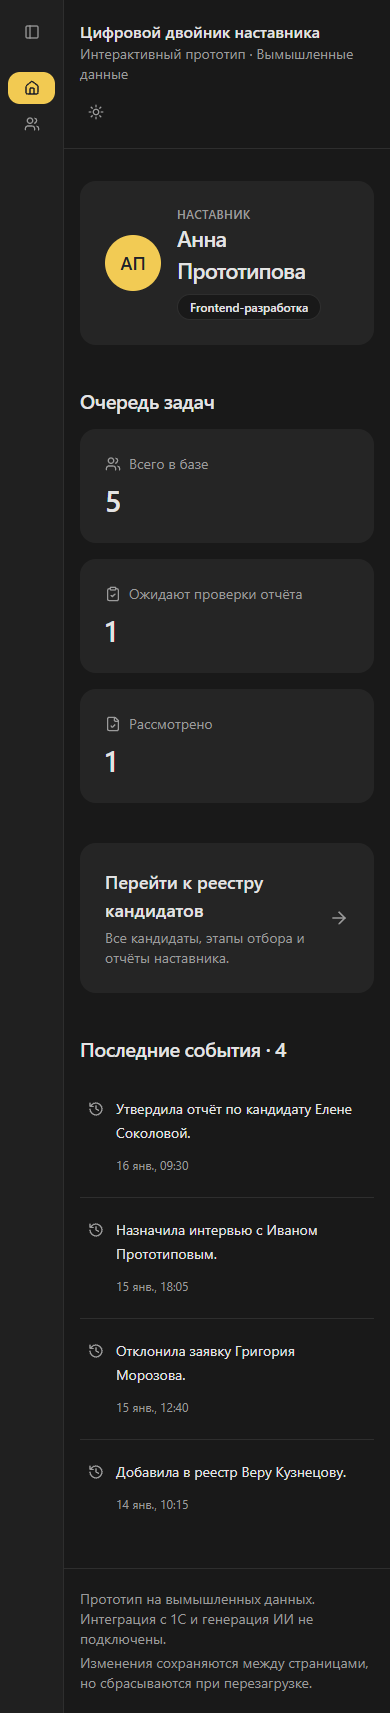 Цифровой двойник наставника
Интерактивный прототип · Вымышленные
данные
НАСТАВНИК
АП
Анна
Прототипова
Frontend-разработка
Очередь задач
Всего в базе
5
Ожидают проверки отчёта
1
Рассмотрено
1
Перейти к реестру
кандидатов
Все кандидаты, этапы отбора и
отчёты наставника.
Последние события · 4
Утвердила отчёт по кандидату Елене
Соколовой.
16 янв., 09:30
Назначила интервью с Иваном
Прототиповым.
15 янв., 18:05
Отклонила заявку Григория
Морозова.
15 янв., 12:40
Добавила в реестр Веру Кузнецову.
14 янв., 10:15
Прототип на вымышленных данных.
Интеграция с 1С и генерация ИИ не
подключены.
Изменения сохраняются между страницами,
но сбрасываются при перезагрузке.